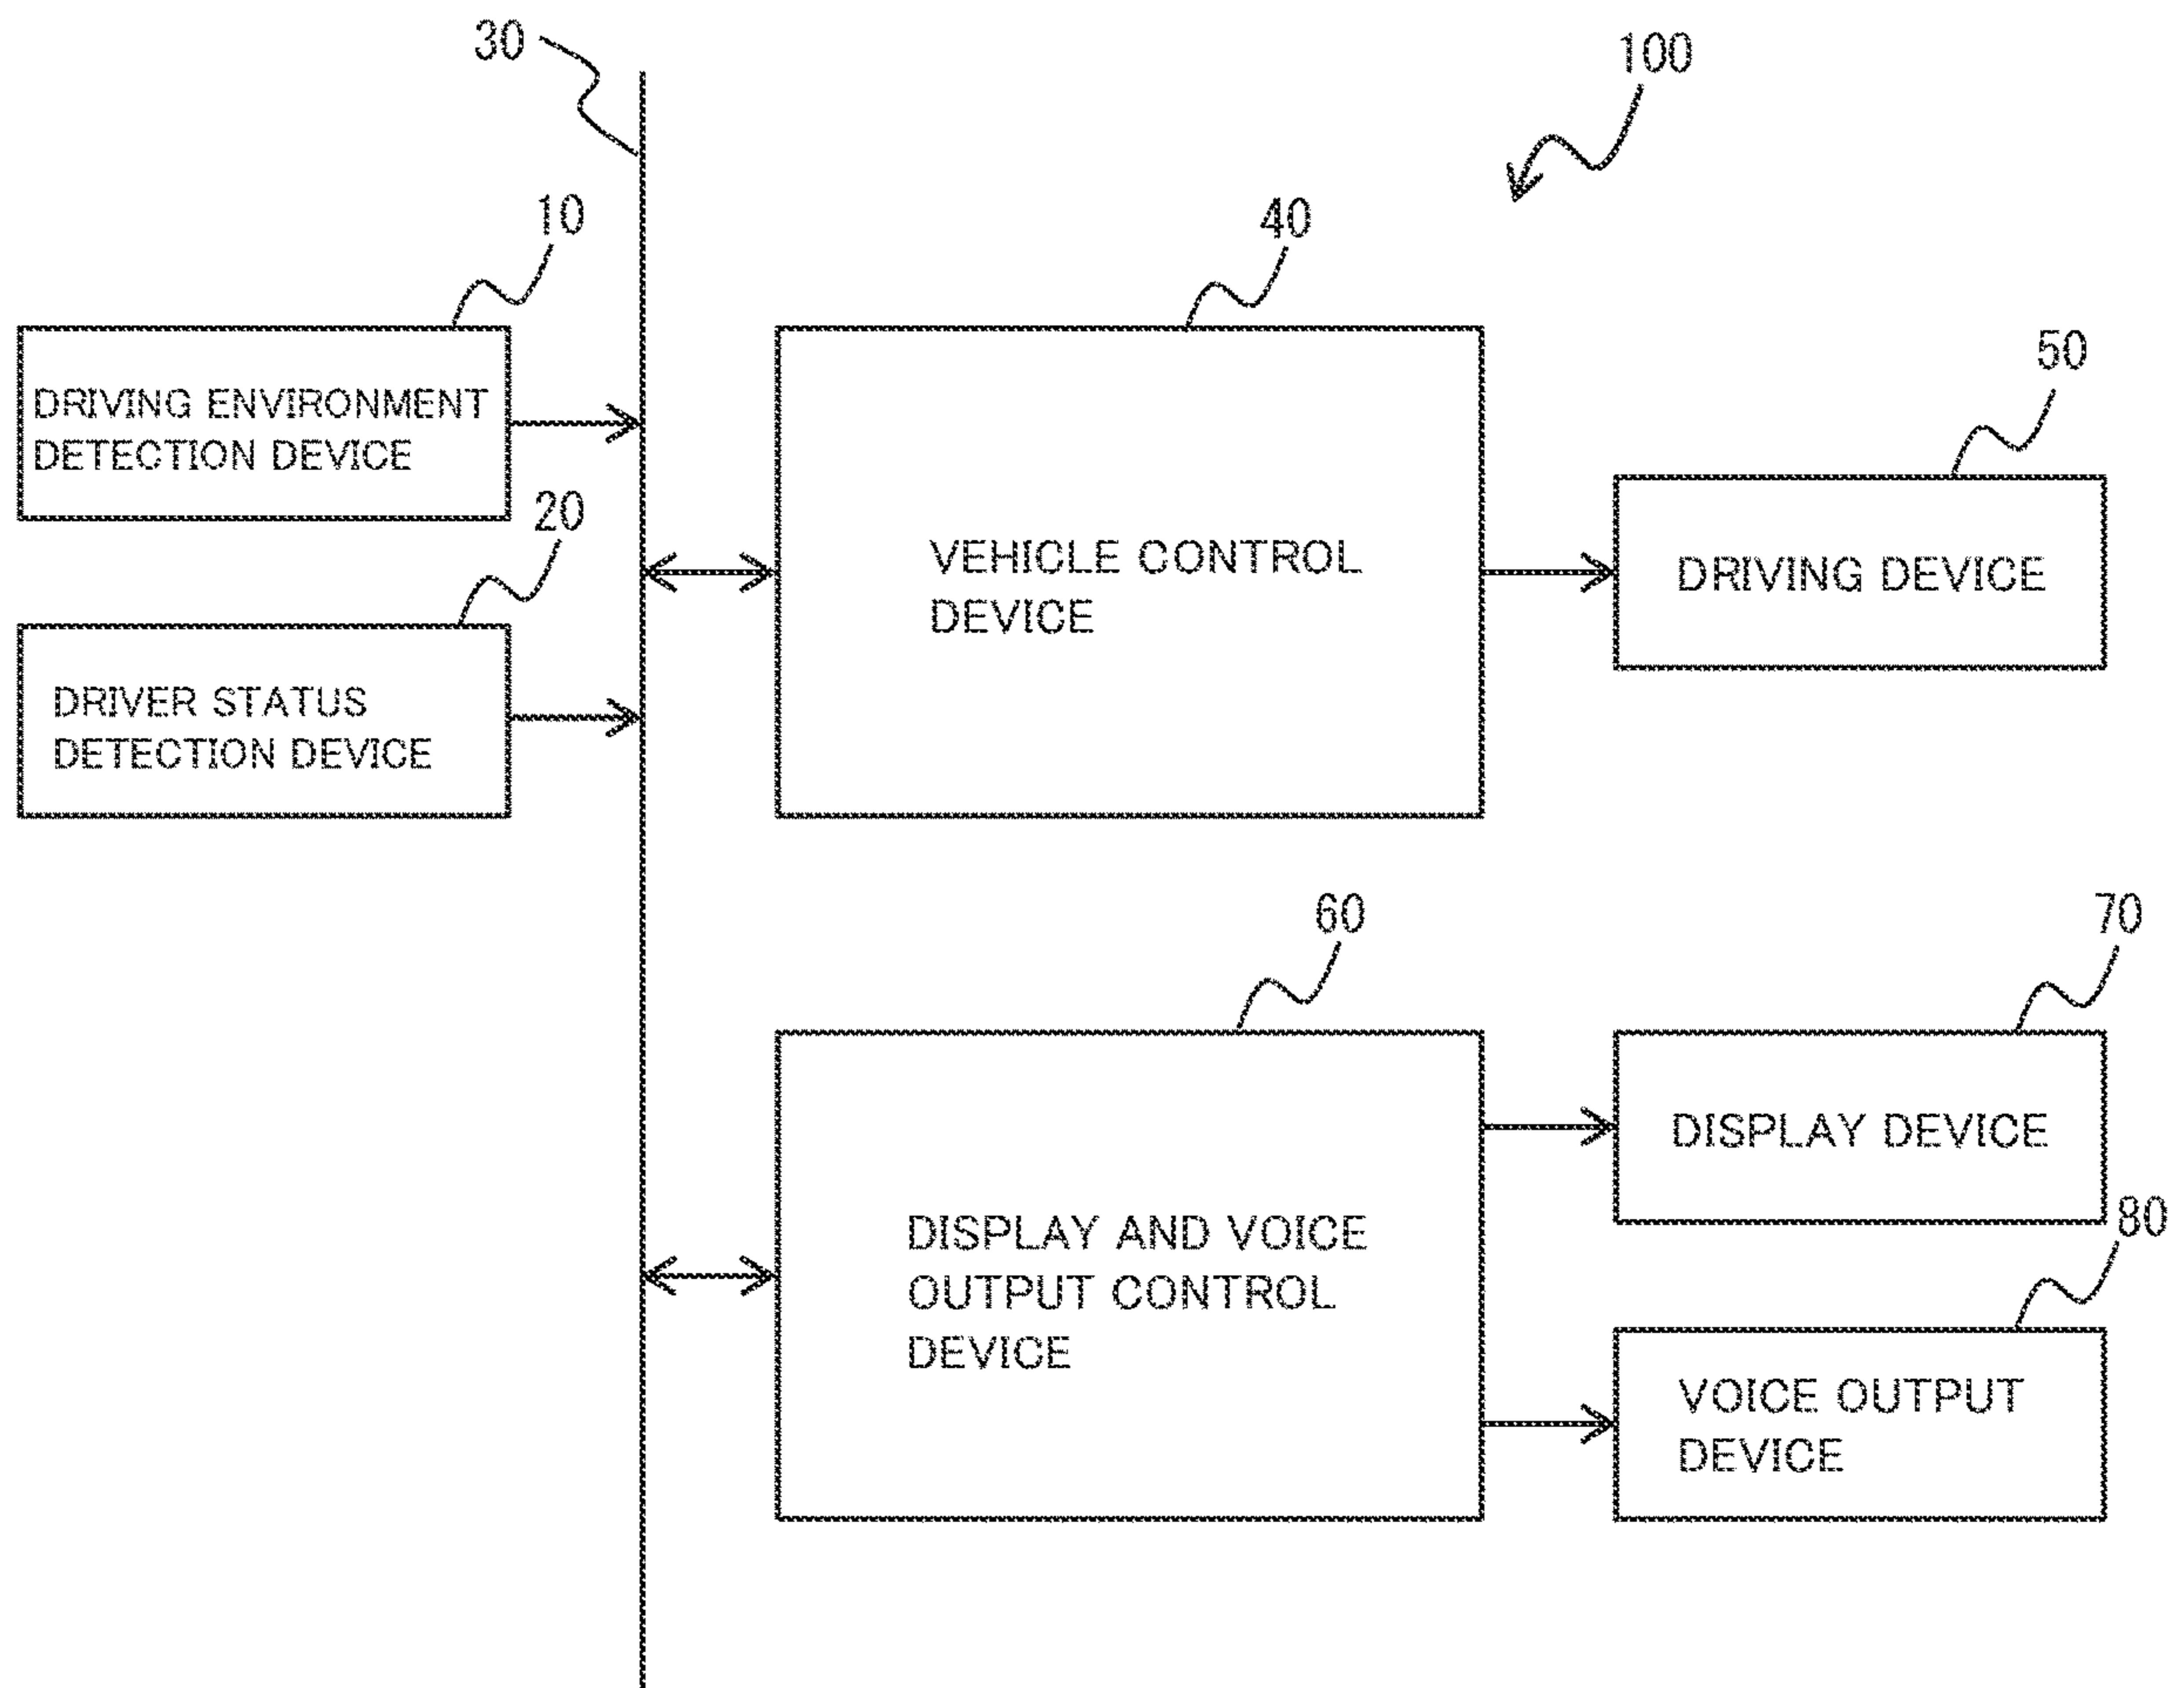 30
100
10
40
50
DRIVING ENVIRONMENT
DETECTION DEVICE
20
VEHICLE CONTROL
DEVICE
DRIVING DEVICE
DRIVER STATUS
DETECTION DEVICE
60
70
DISPLAY DEVICE
80
DISPLAY AND VOICE
OUTPUT CONTROL
DEVICE
VOICE OUTPUT
DEVICE